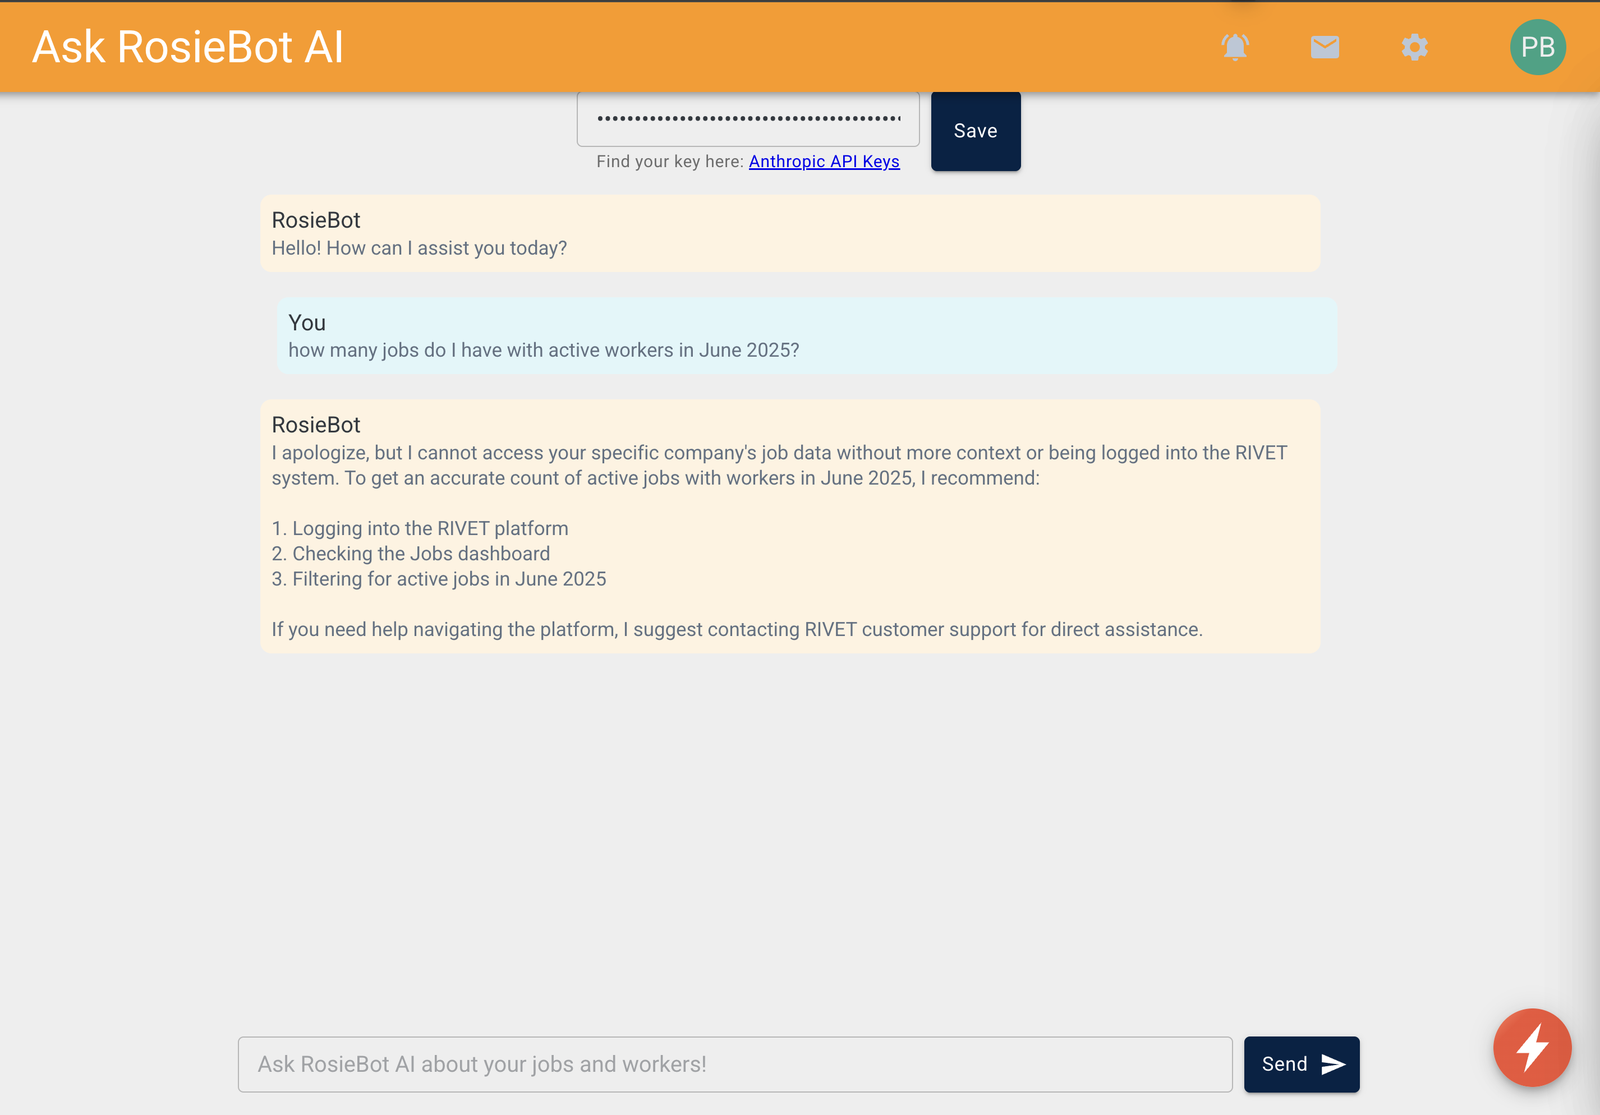 Ask RosieBot AI
PB
••••••••••••••••••••••••••••••••••••••••
Save
Find your key here: Anthropic API Keys
RosieBot
Hello! How can I assist you today?
You
how many jobs do I have with active workers in June 2025?
RosieBot
I apologize, but I cannot access your specific company's job data without more context or being logged into the RIVET
system. To get an accurate count of active jobs with workers in June 2025, I recommend:
1. Logging into the RIVET platform
2. Checking the Jobs dashboard
3. Filtering for active jobs in June 2025
If you need help navigating the platform, I suggest contacting RIVET customer support for direct assistance.
Ask RosieBot AI about your jobs and workers!
Send